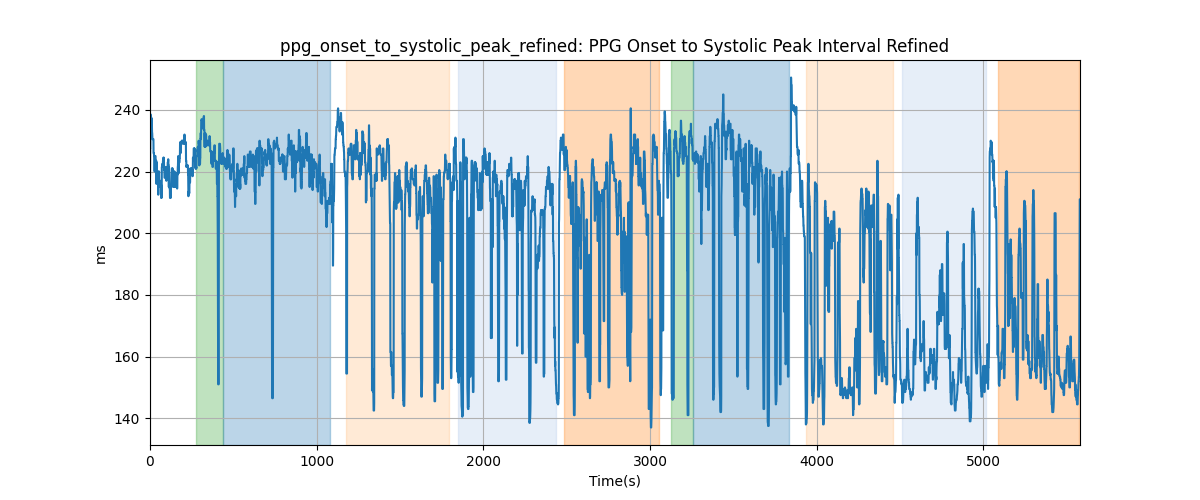 ppg_onset_to_systolic_peak_refined: PPG Onset to Systolic Peak Interval Refined
240
220
200
180
160
140
ms
0 1000 2000 3000 4000 5000
Time(s)